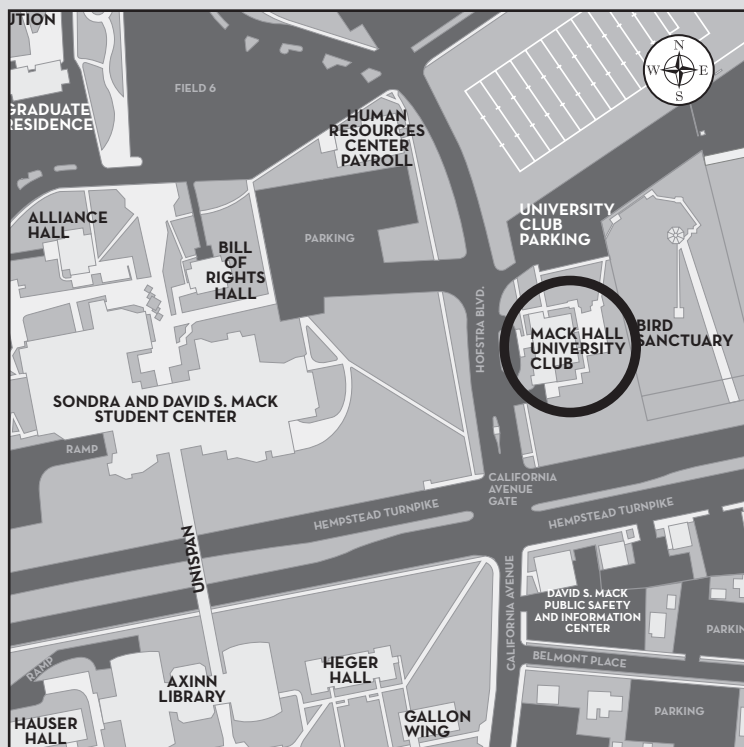 UTION
GRADUATE
RESIDENCE
FIELD 6
HUMAN
RESOURCES
CENTER
PAYROLL
N
W
E
S
ALLIANCE
HALL
BILL
OF
RIGHTS
HALL
PARKING
UNIVERSITY
CLUB
PARKING
HOFSTRA BLVD.
MACK HALL
UNIVERSITY
CLUB
BIRD
SANCTUARY
SONDRA AND DAVID S. MACK
STUDENT CENTER
RAMP
CALIFORNIA
AVENUE
GATE
HEMPSTEAD TURNPIKE
HEMPSTEAD TURNPIKE
UNISPAN
CALIFORNIA AVENUE
DAVID S. MACK
PUBLIC SAFETY
AND INFORMATION
CENTER
PARKIN
BELMONT PLACE
RAMP
AXINN
LIBRARY
HEGER
HALL
HAUSER
HALL
GALLON
WING
PARKING